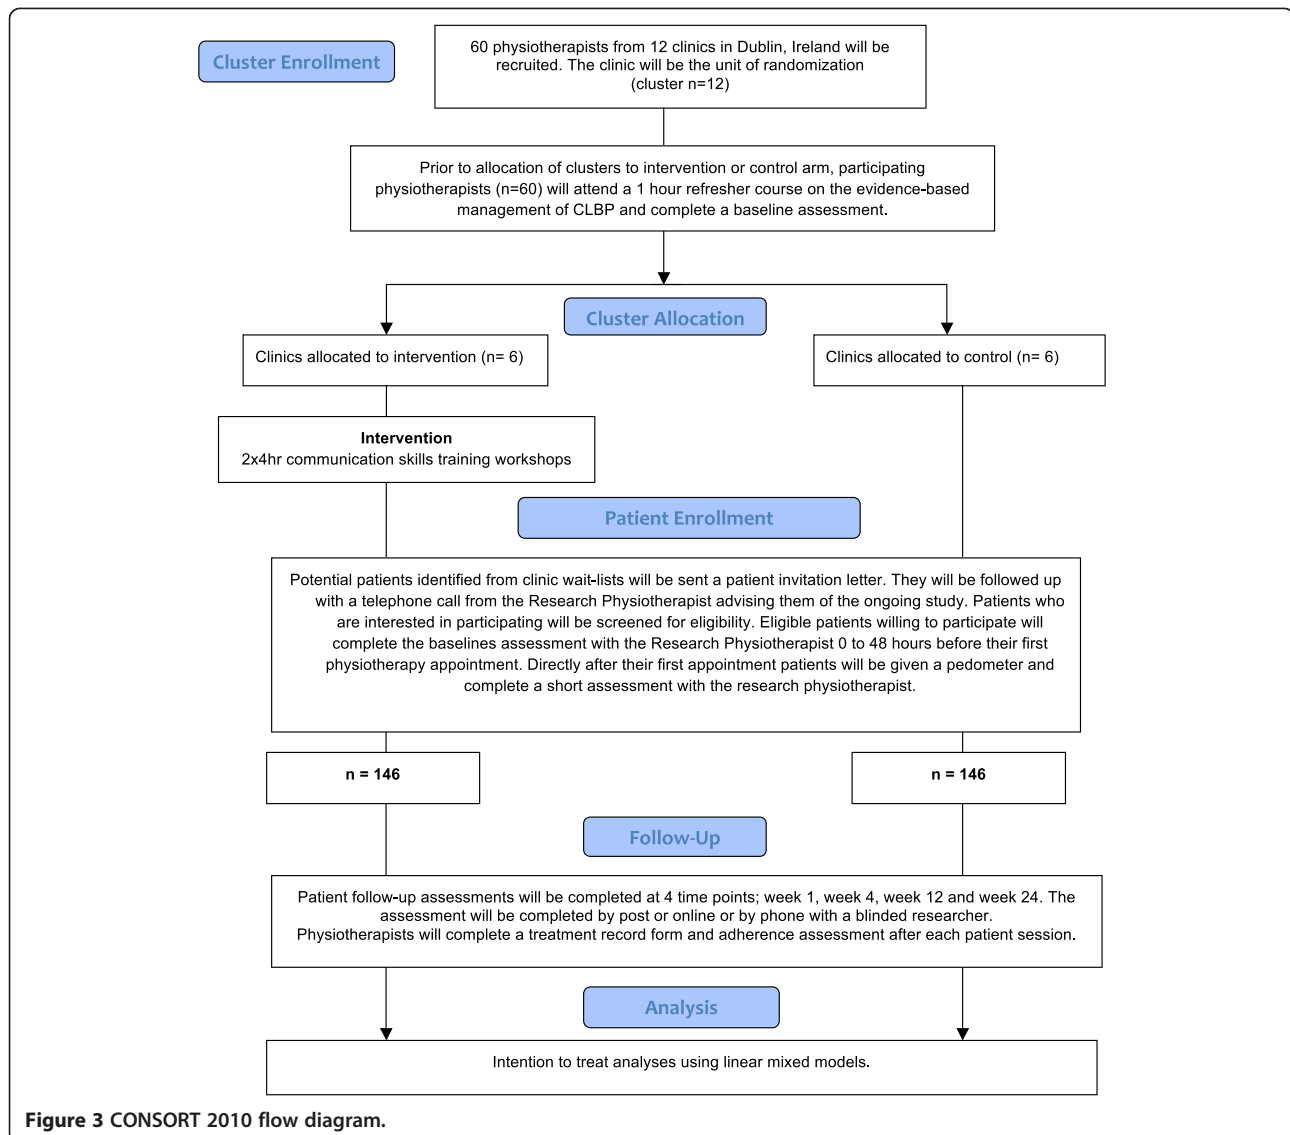 Cluster Enrollment
60 physiotherapists from 12 clinics in Dublin, Ireland will be
recruited. The clinic will be the unit of randomization
(cluster n=12)
Prior to allocation of clusters to intervention or control arm, participating
physiotherapists (n=60) will attend a 1 hour refresher course on the evidence-based
management of CLBP and complete a baseline assessment.
Cluster Allocation
Clinics allocated to intervention (n= 6)
Clinics allocated to control (n= 6)
Intervention
2x4hr communication skills training workshops
Patient Enrollment
Potential patients identified from clinic wait-lists will be sent a patient invitation letter. They will be followed up
with a telephone call from the Research Physiotherapist advising them of the ongoing study. Patients who
are interested in participating will be screened for eligibility. Eligible patients willing to participate will
complete the baselines assessment with the Research Physiotherapist 0 to 48 hours before their first
physiotherapy appointment. Directly after their first appointment patients will be given a pedometer and
complete a short assessment with the research physiotherapist.
n = 146
n = 146
Follow-Up
Patient follow-up assessments will be completed at 4 time points; week 1, week 4, week 12 and week 24. The
assessment will be completed by post or online or by phone with a blinded researcher.
Physiotherapists will complete a treatment record form and adherence assessment after each patient session.
Analysis
Intention to treat analyses using linear mixed models.
Figure 3 CONSORT 2010 flow diagram.